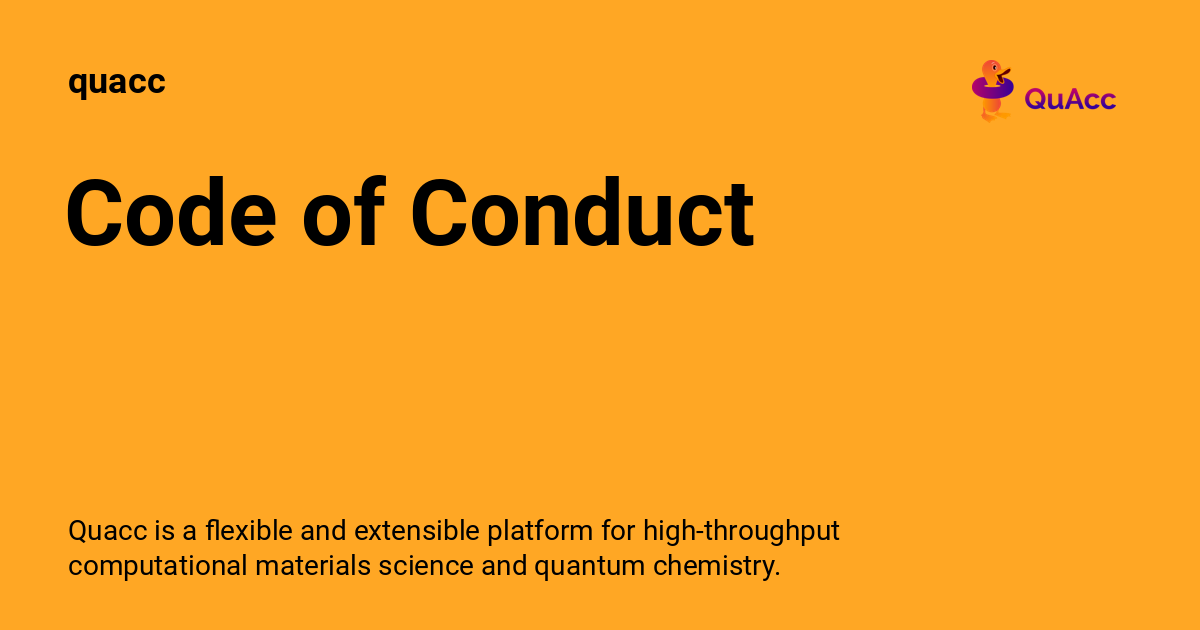 quacc
QuAcc
Code of Conduct
Quacc is a flexible and extensible platform for high-throughput
computational materials science and quantum chemistry.